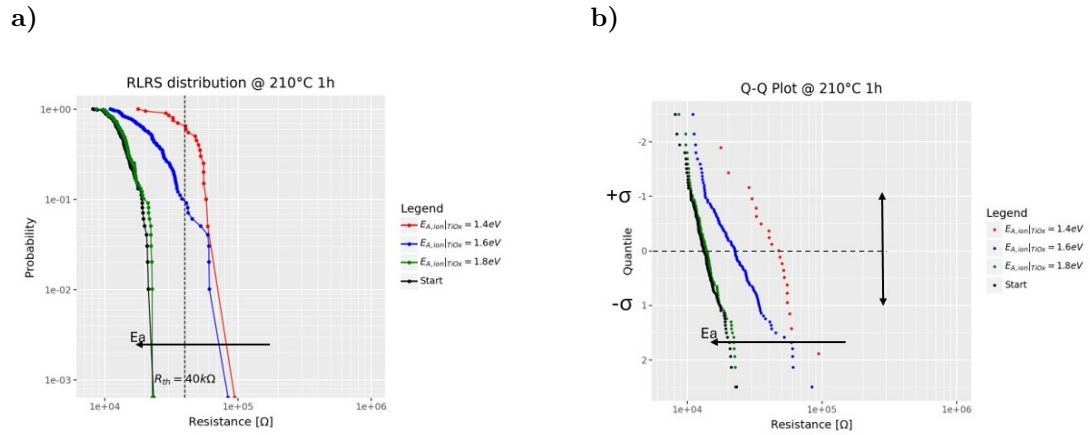 a)
RLRS distribution @ 210°C 1h
Probability
1e+00
1e-01
1e-02
1e-03
Ea
R_th = 40kΩ
1e+04
1e+05
1e+06
Resistance [Ω]
Legend
E_A,ion|TiOx = 1.4eV
E_A,ion|TiOx = 1.6eV
E_A,ion|TiOx = 1.8eV
Start
b)
Q-Q Plot @ 210°C 1h
Quantile
-2
+σ
-1
0
-σ
1
2
Ea
1e+04
1e+05
1e+06
Resistance [Ω]
Legend
E_A,ion|TiOx = 1.4eV
E_A,ion|TiOx = 1.6eV
E_A,ion|TiOx = 1.8eV
Start